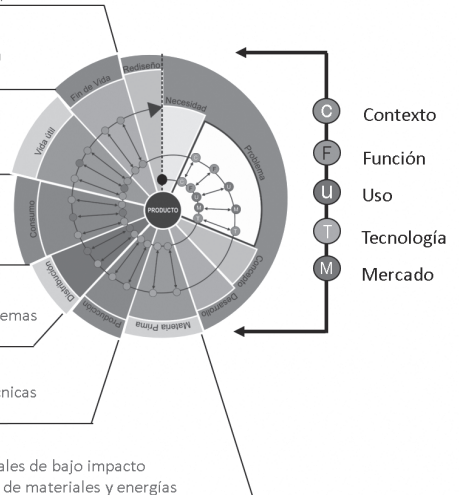 Rediseño
Necesidad
Fin de Vida
Problema
Vida útil
Consumo
PRODUCTO
Concepto
Distribución
Desarrollo
Producción
Materia Prima
C Contexto
F Función
u Uso
T Tecnología
M Mercado
emas
cnicas
ales de bajo impacto
de materiales y energías